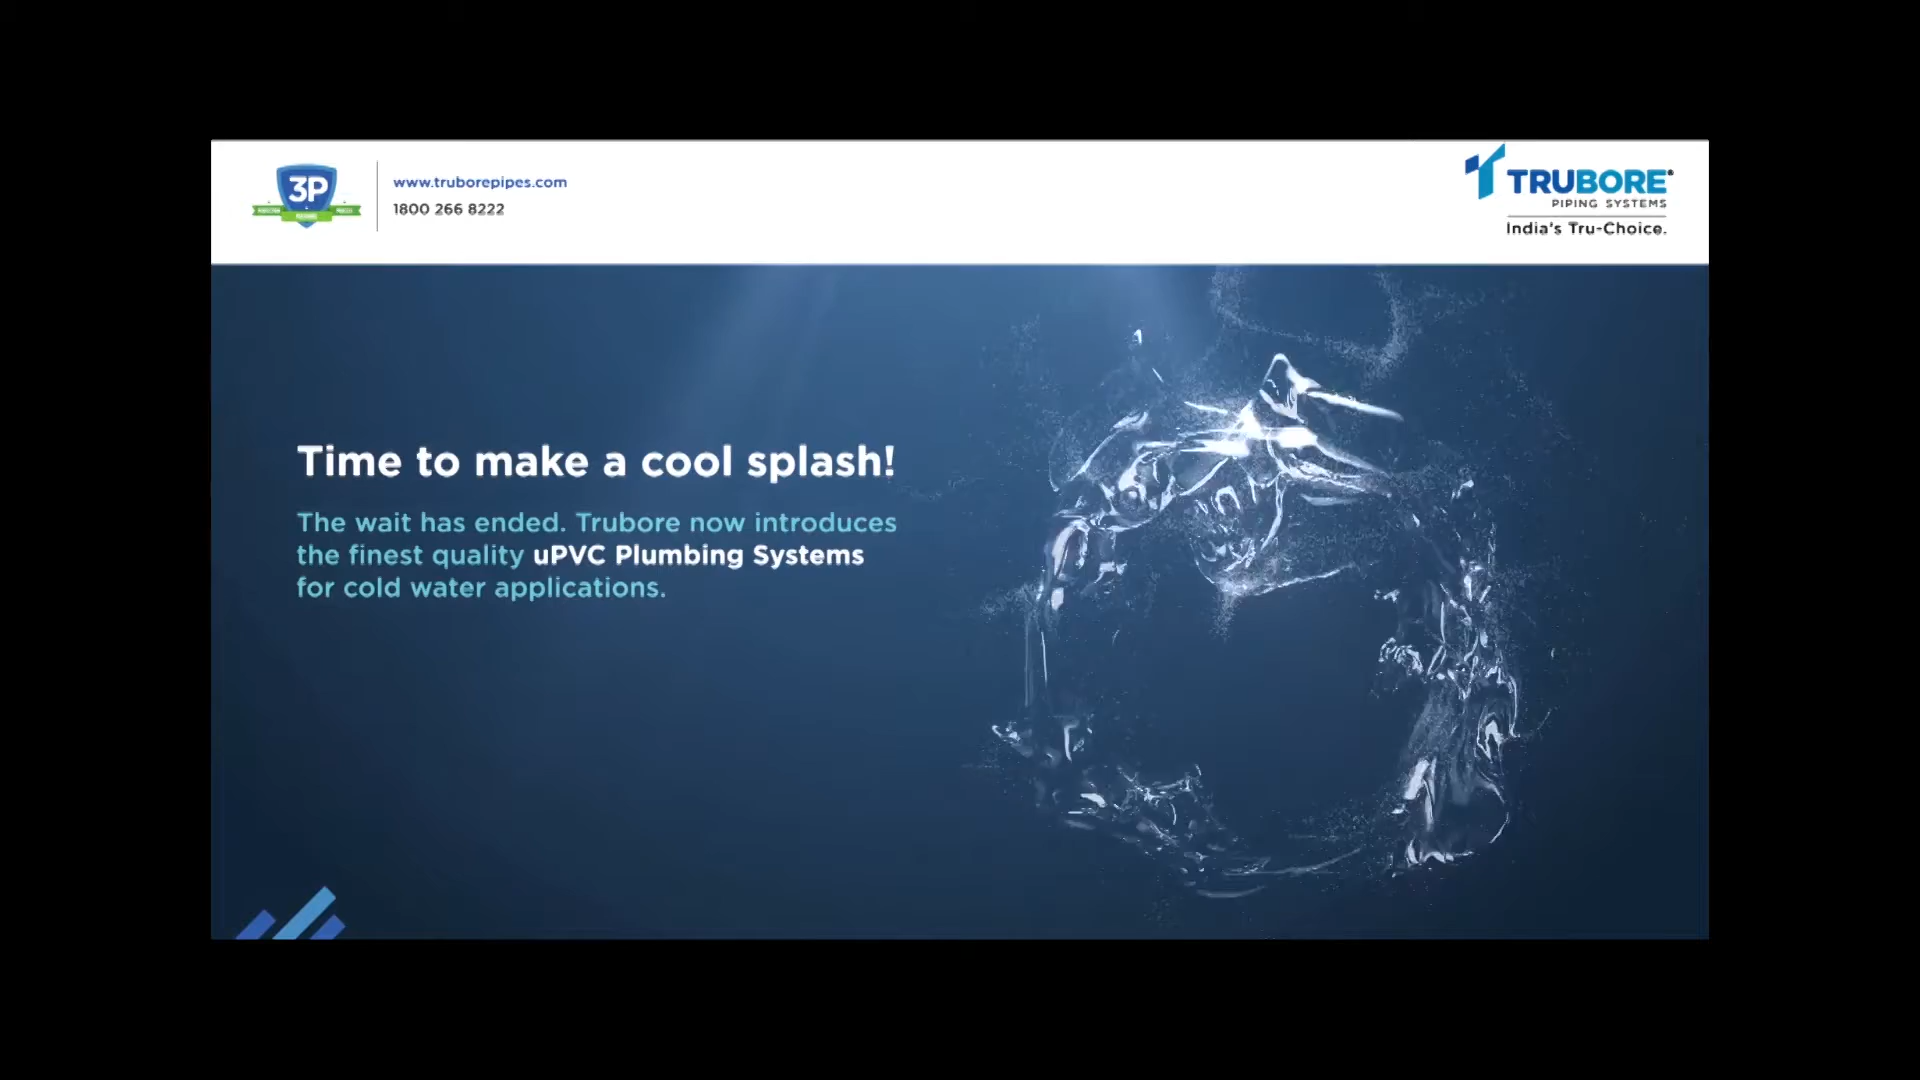 3P
www.truborepipes.com
1800 266 8222
TRUBORE®
PIPING SYSTEMS
India's Tru-Choice.
Time to make a cool splash!
The wait has ended. Trubore now introduces
the finest quality uPVC Plumbing Systems
for cold water applications.